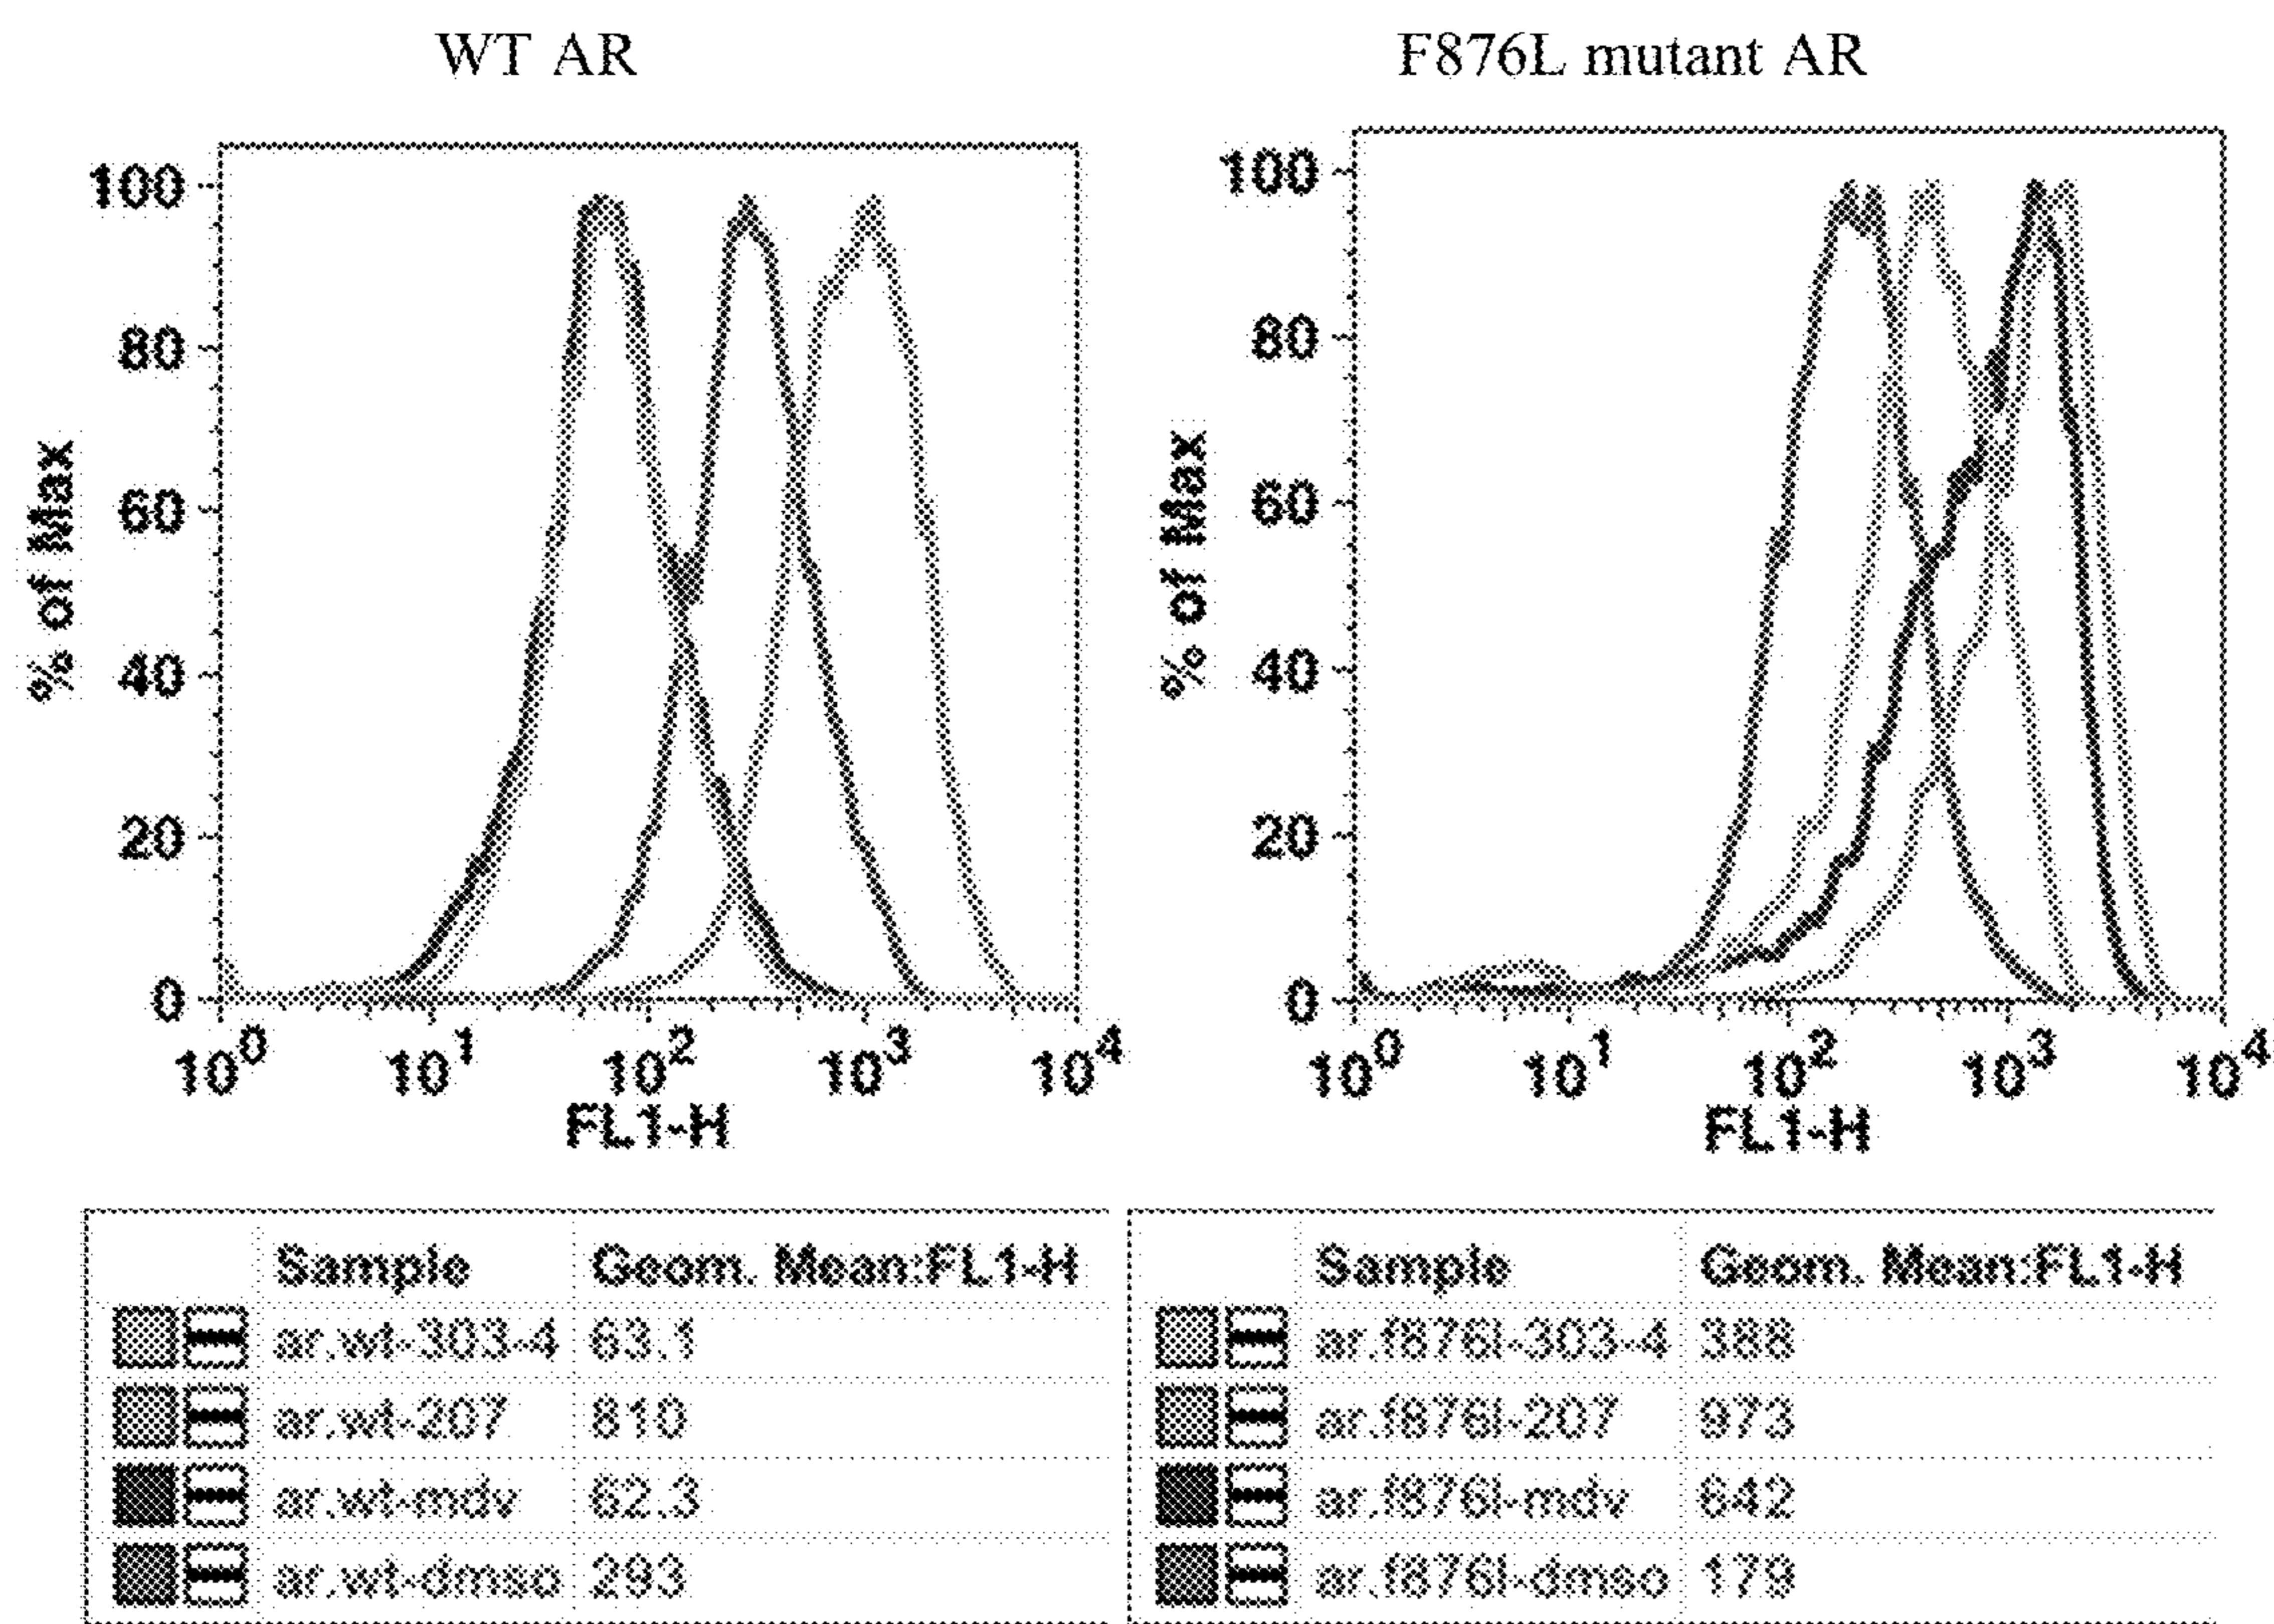 WT AR
F876L mutant AR
100
80
60
40
20
0
% of Max
10^0 10^1 10^2 10^3 10^4
FL1-H
100
80
60
40
20
0
% of Max
10^0 10^1 10^2 10^3 10^4
FL1-H
Sample Geom. Mean:FL1-H
ar.wt-303-4 63.1
ar.wt-207 810
ar.wt-mdv 62.3
ar.wt-dmso 293
Sample Geom. Mean:FL1-H
ar.f876l-303-4 388
ar.f876l-207 973
ar.f876l-mdv 642
ar.f876l-dmso 179